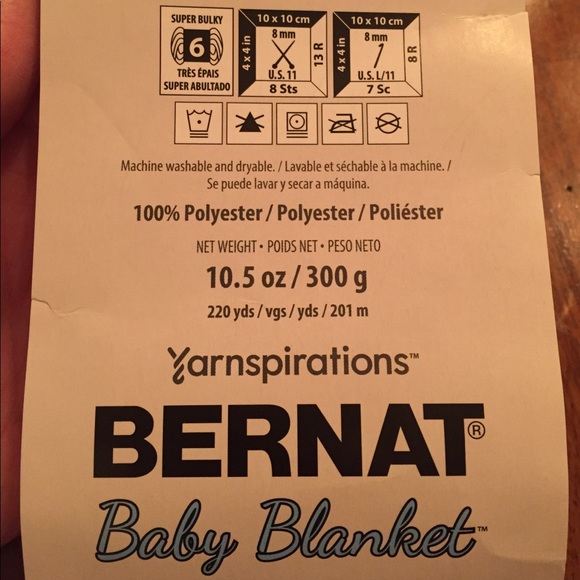 SUPER BULKY
6
TRÈS ÉPAIS
SUPER ABULTADO
10 x 10 cm
4 x 4 in
8 mm
13 R
U.S. 11
8 Sts
10 x 10 cm
4 x 4 in
8 mm
8 R
U.S. L/11
7 Sc
Machine washable and dryable. / Lavable et séchable à la machine. /
Se puede lavar y secar a máquina.
100% Polyester / Polyester / Poliéster
NET WEIGHT • POIDS NET • PESO NETO
10.5 oz / 300 g
220 yds / vgs / yds / 201 m
Yarnspirations™
BERNAT®
Baby Blanket™